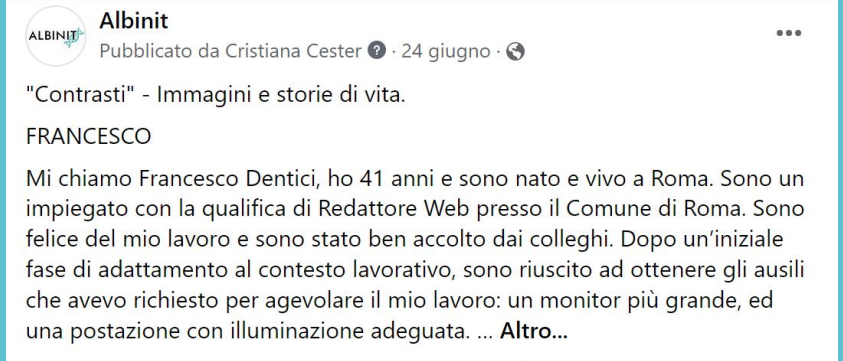 ALBINIT
Albinit
Pubblicato da Cristiana Cester ? · 24 giugno ·
"Contrasti" - Immagini e storie di vita.
FRANCESCO
Mi chiamo Francesco Dentici, ho 41 anni e sono nato e vivo a Roma. Sono un
impiegato con la qualifica di Redattore Web presso il Comune di Roma. Sono
felice del mio lavoro e sono stato ben accolto dai colleghi. Dopo un’iniziale
fase di adattamento al contesto lavorativo, sono riuscito ad ottenere gli ausili
che avevo richiesto per agevolare il mio lavoro: un monitor più grande, ed
una postazione con illuminazione adeguata. ... Altro...